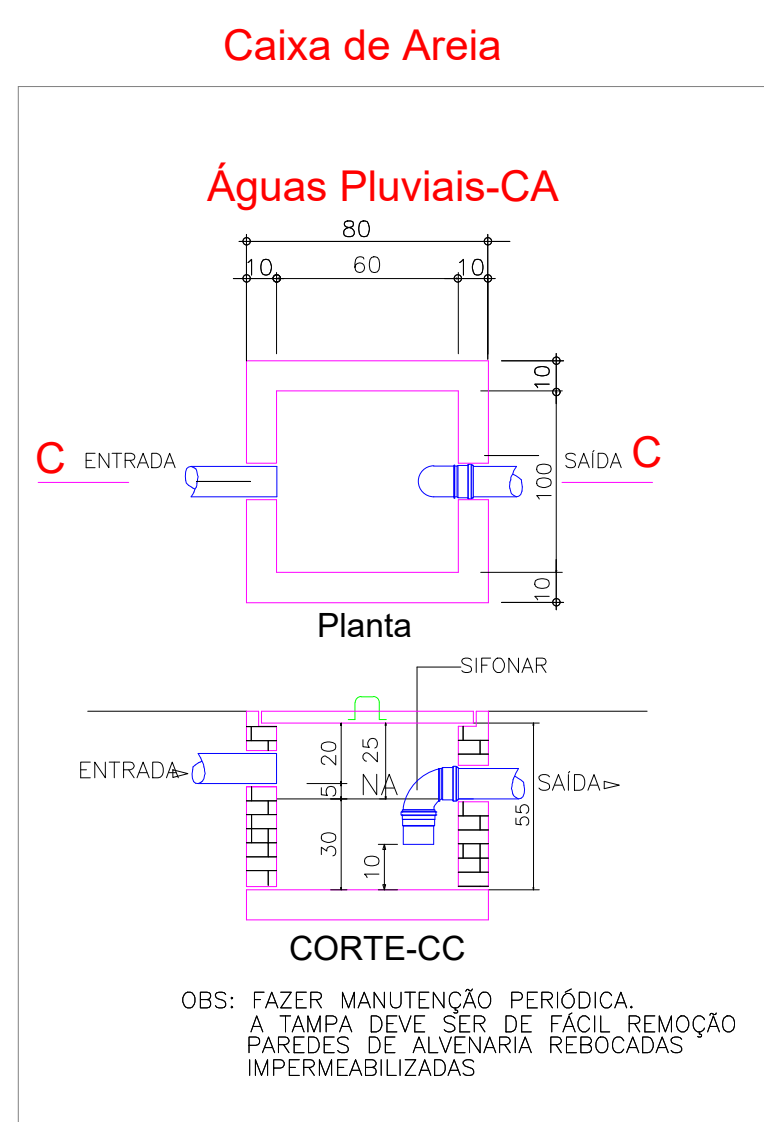 Caixa de Areia
Águas Pluviais-CA
80
10 60 10
10
C ENTRADA SAÍDA C
100
10
Planta
SIFONAR
20 25
ENTRADA NA SAÍDA
5 55
30 10
CORTE-CC
OBS: FAZER MANUTENÇÃO PERIÓDICA.
A TAMPA DEVE SER DE FÁCIL REMOÇÃO
PAREDES DE ALVENARIA REBOCADAS
IMPERMEABILIZADAS